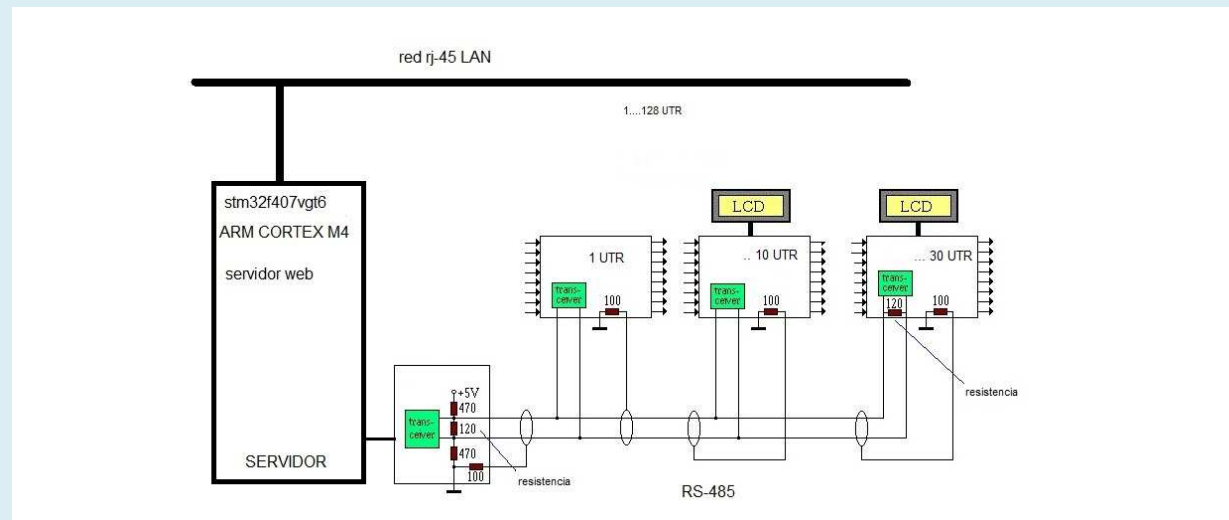 red rj-45 LAN
1....128 UTR
stm32f407vgt6
ARM CORTEX M4
servidor web
SERVIDOR
LCD
LCD
1 UTR
.. 10 UTR
... 30 UTR
trans-
ceiver
100
trans-
ceiver
100
trans-
ceiver
120
100
resistencia
+5V
470
trans-
ceiver
120
470
100
resistencia
RS-485